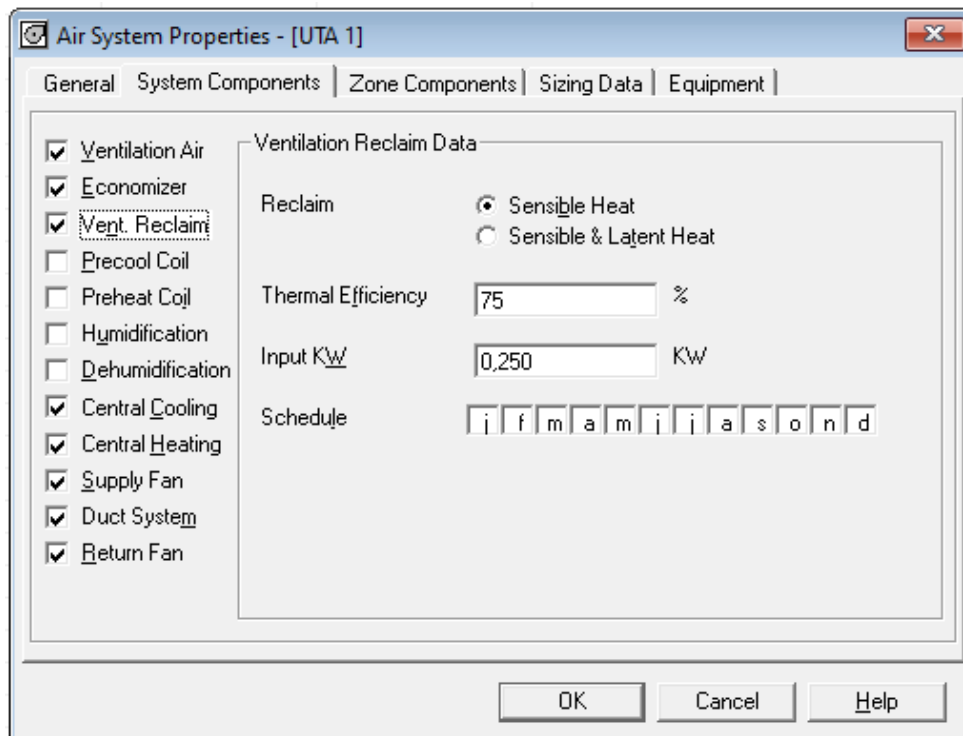 Air System Properties - [UTA 1]
General System Components Zone Components Sizing Data Equipment
Ventilation Air
Economizer
Vent. Reclaim
Precool Coil
Preheat Coil
Humidification
Dehumidification
Central Cooling
Central Heating
Supply Fan
Duct System
Return Fan
Ventilation Reclaim Data
Reclaim Sensible Heat
Sensible & Latent Heat
Thermal Efficiency 75 %
Input KW 0,250 KW
Schedule j f m a m j j a s o n d
OK Cancel Help